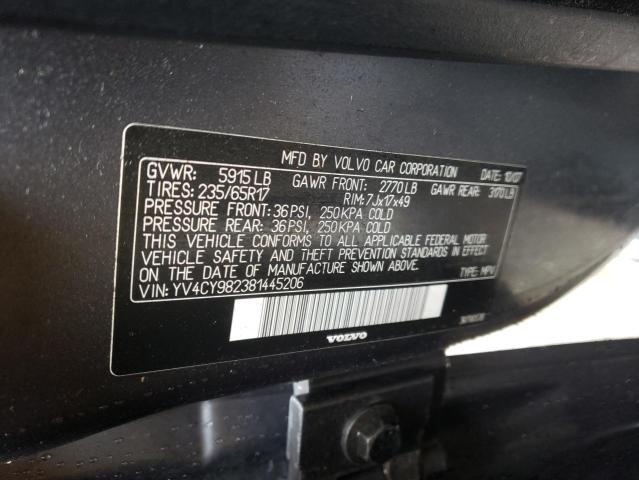 MFD BY VOLVO CAR CORPORATION DATE: 10/07
GVWR: 5915 LB GAWR FRONT: 2770 LB GAWR REAR: 3170 LB
TIRES: 235/65R17 RIM: 7Jx17x49
PRESSURE FRONT: 36 PSI, 250 KPA COLD
PRESSURE REAR: 36 PSI, 250 KPA COLD
THIS VEHICLE CONFORMS TO ALL APPLICABLE FEDERAL MOTOR
VEHICLE SAFETY AND THEFT PREVENTION STANDARDS IN EFFECT
ON DATE OF MANUFACTURE SHOWN ABOVE.
VIN: YV4CY982381445206 TYPE: MPV
VOLVO